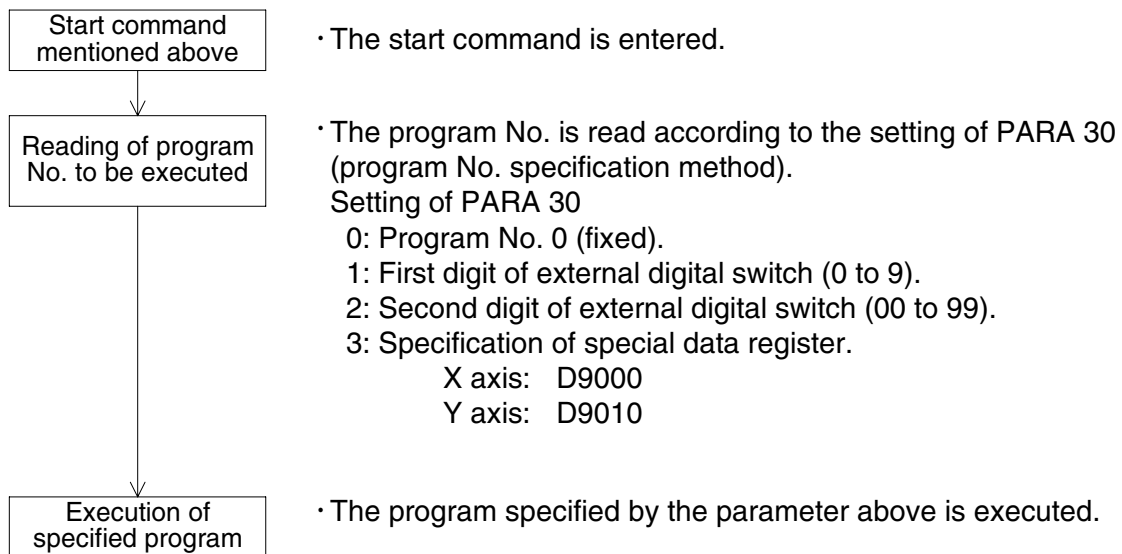 Start command
mentioned above
· The start command is entered.
Reading of program
No. to be executed
· The program No. is read according to the setting of PARA 30
(program No. specification method).
Setting of PARA 30
0: Program No. 0 (fixed).
1: First digit of external digital switch (0 to 9).
2: Second digit of external digital switch (00 to 99).
3: Specification of special data register.
X axis: D9000
Y axis: D9010
Execution of
specified program
· The program specified by the parameter above is executed.